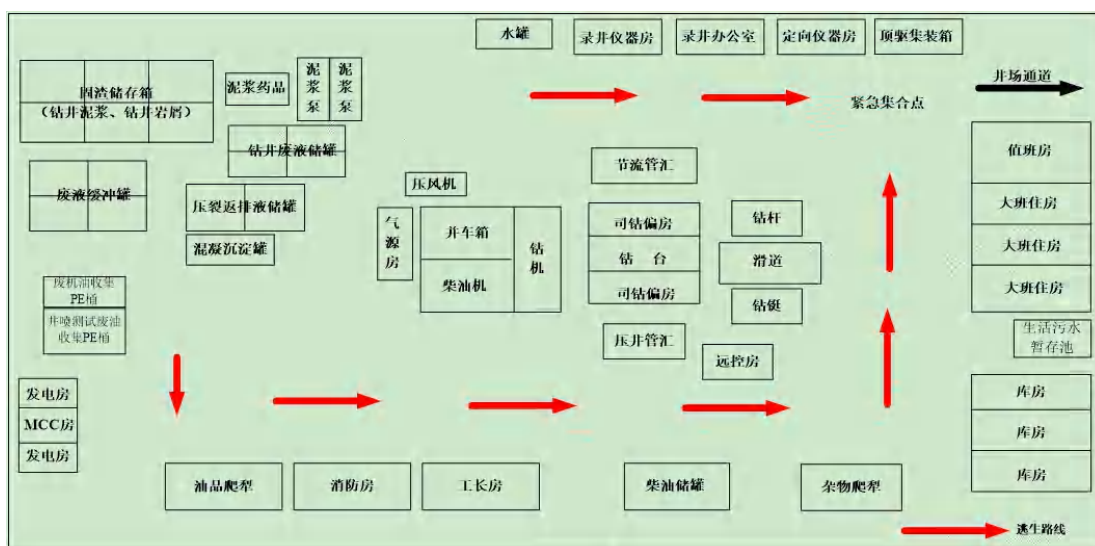 水罐
录井仪器房
录井办公室
定向仪器房
顶驱集装箱
固渣储存箱
(钻井泥浆、钻井岩屑)
泥浆药品
泥浆泵
泥浆泵
井场通道
紧急集合点
钻井废液储罐
废液缓冲罐
压裂返排液储罐
混凝沉淀罐
压风机
气源房
并车箱
柴油机
钻机
节流管汇
司钻偏房
钻 台
司钻偏房
压井管汇
钻杆
滑道
钻铤
远控房
值班房
大班住房
大班住房
大班住房
生活污水
暂存池
废机油收集
PE桶
井喷测试废油
收集PE桶
发电房
MCC房
发电房
油品爬犁
消防房
工长房
柴油储罐
杂物爬犁
库房
库房
库房
逃生路线